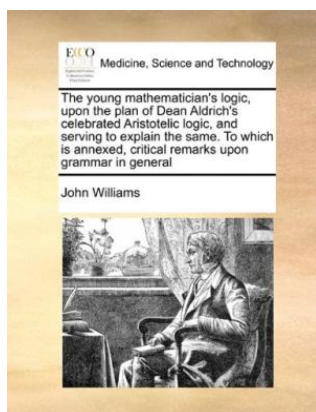 ECCO
Medicine, Science and Technology
The young mathematician's logic,
upon the plan of Dean Aldrich's
celebrated Aristotelic logic, and
serving to explain the same. To which
is annexed, critical remarks upon
grammar in general
John Williams